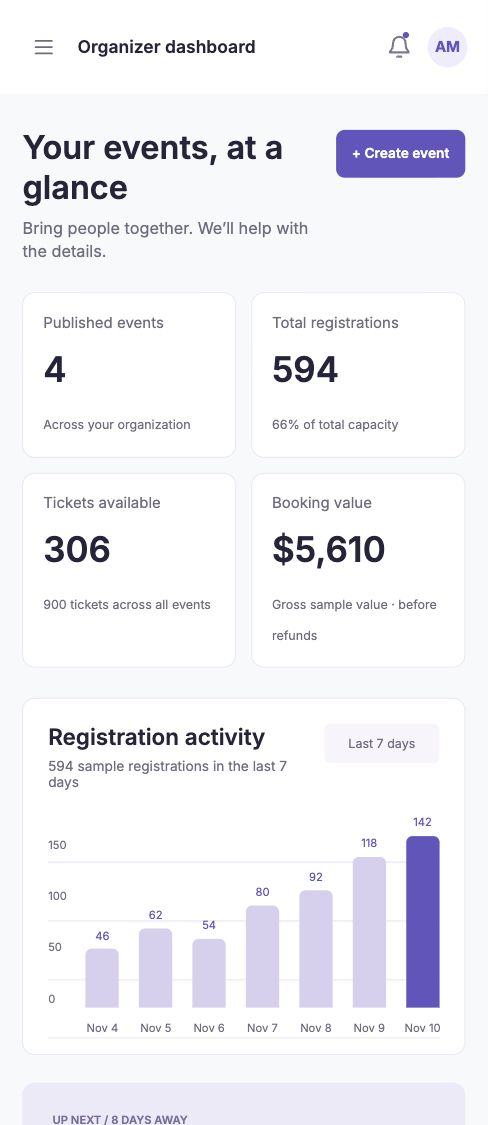 Organizer dashboard
AM
Your events, at a
glance
+ Create event
Bring people together. We’ll help with
the details.
Published events
4
Across your organization
Total registrations
594
66% of total capacity
Tickets available
306
900 tickets across all events
Booking value
$5,610
Gross sample value · before
refunds
Registration activity
Last 7 days
594 sample registrations in the last 7
days
150
100
50
0
46
62
54
80
92
118
142
Nov 4
Nov 5
Nov 6
Nov 7
Nov 8
Nov 9
Nov 10
UP NEXT / 8 DAYS AWAY